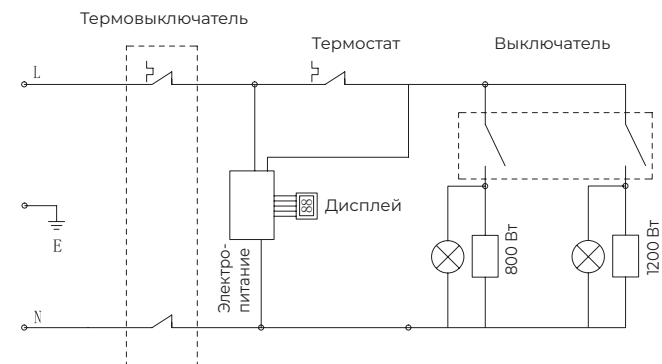 Термовыключатель
Термостат
Выключатель
L
88
Дисплей
E
Электро-
питание
800 Вт
1200 Вт
N